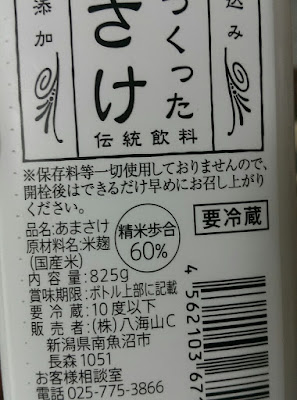 込み
つくった
さけ
添加
伝統飲料
※保存料等一切使用しておりませんので、
開栓後はできるだけ早めにお召し上がり
ください。
要冷蔵
品名:あまさけ
原材料名:米麹
(国産米)
精米歩合
60%
内容量:825g
賞味期限:ボトル上部に記載
要冷蔵:10度以下
販売者:(株)八海山C
新潟県南魚沼市
長森1051
お客様相談室
電話 025-775-3866
4 562103 67